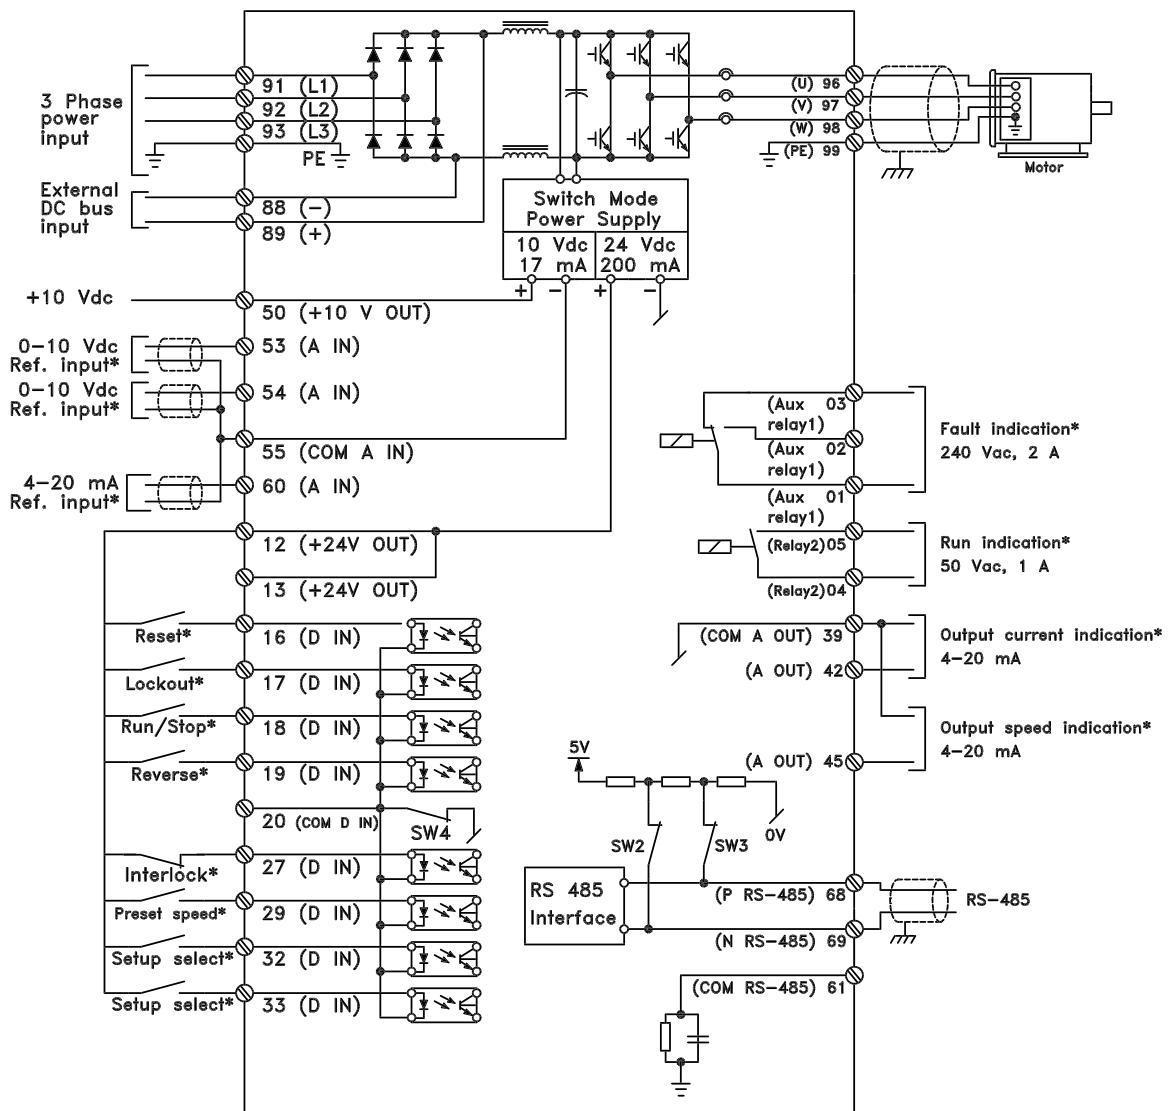 3 Phase
power
input
91 (L1)
92 (L2)
93 (L3)
PE
External
DC bus
input
88 (−)
89 (+)
Switch Mode
Power Supply
10 Vdc
17 mA
24 Vdc
200 mA
+
−
+
−
(U) 96
(V) 97
(W) 98
(PE) 99
Motor
+10 Vdc
50 (+10 V OUT)
0−10 Vdc
Ref. input*
53 (A IN)
0−10 Vdc
Ref. input*
54 (A IN)
55 (COM A IN)
4−20 mA
Ref. input*
60 (A IN)
12 (+24V OUT)
13 (+24V OUT)
Reset*
16 (D IN)
Lockout*
17 (D IN)
Run/Stop*
18 (D IN)
Reverse*
19 (D IN)
20 (COM D IN)
SW4
Interlock*
27 (D IN)
Preset speed*
29 (D IN)
Setup select*
32 (D IN)
Setup select*
33 (D IN)
(Aux 03
relay1)
(Aux 02
relay1)
(Aux 01
relay1)
Fault indication*
240 Vac, 2 A
(Relay2)05
(Relay2)04
Run indication*
50 Vac, 1 A
(COM A OUT) 39
(A OUT) 42
Output current indication*
4−20 mA
(A OUT) 45
Output speed indication*
4−20 mA
5V
0V
SW2
SW3
RS 485
Interface
(P RS−485) 68
(N RS−485) 69
RS−485
(COM RS−485) 61